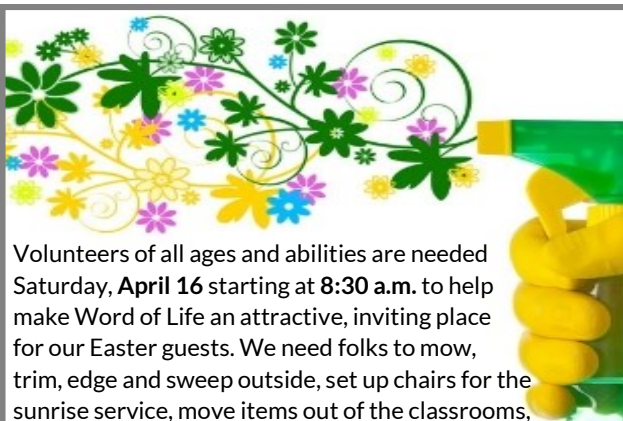 Volunteers of all ages and abilities are needed
Saturday, April 16 starting at 8:30 a.m. to help
make Word of Life an attractive, inviting place
for our Easter guests. We need folks to mow,
trim, edge and sweep outside, set up chairs for the
sunrise service, move items out of the classrooms,